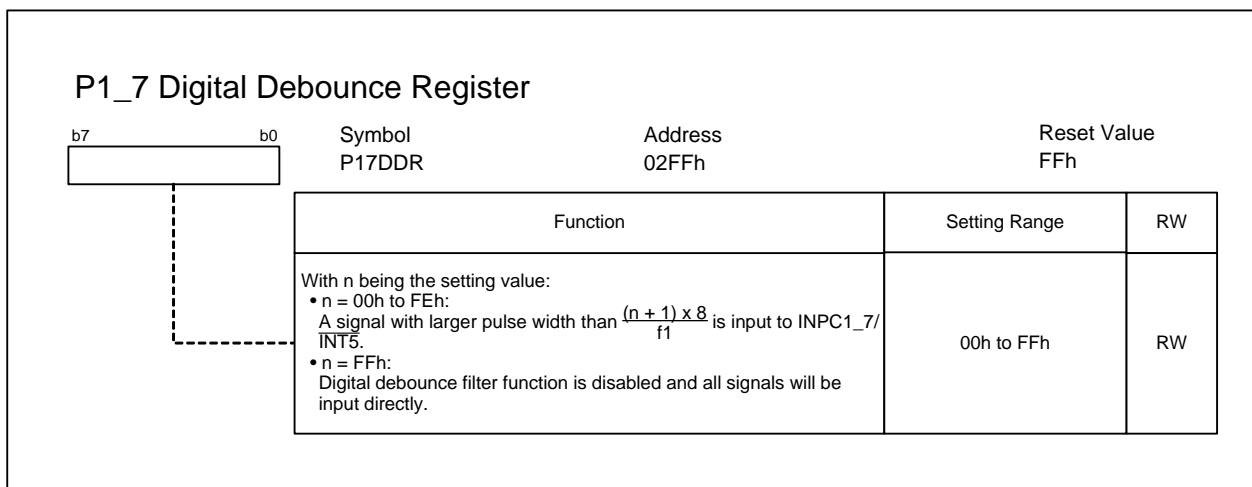 P1_7 Digital Debounce Register
b7 b0 Symbol Address Reset Value
P17DDR 02FFh FFh
Function Setting Range RW
With n being the setting value:
• n = 00h to FEh:
A signal with larger pulse width than (n + 1) x 8 / f1 is input to INPC1_7/
INT5.
• n = FFh:
Digital debounce filter function is disabled and all signals will be
input directly.
00h to FFh RW